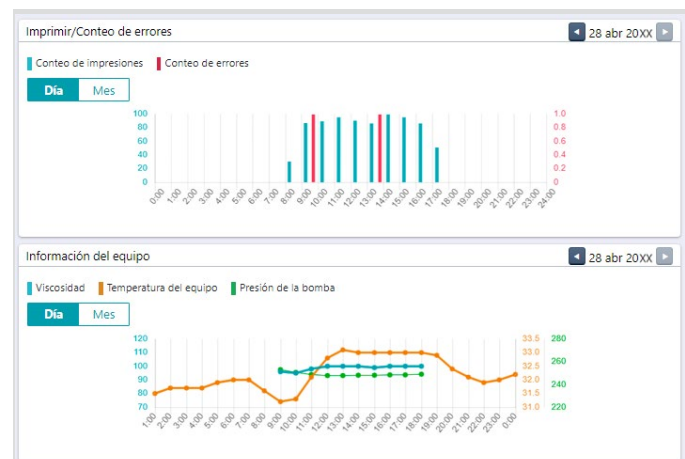 Imprimir/Conteo de errores
28 abr 20XX
Conteo de impresiones Conteo de errores
Día Mes
100 1.0
80 0.8
60 0.6
40 0.4
20 0.2
0 0
0:00 1:00 2:00 3:00 4:00 5:00 6:00 7:00 8:00 9:00 10:00 11:00 12:00 13:00 14:00 15:00 16:00 17:00 18:00 19:00 20:00 21:00 22:00 23:00 24:00
Información del equipo
28 abr 20XX
Viscosidad Temperatura del equipo Presión de la bomba
Día Mes
120 33.5 280
110 33.0
100 32.5 260
90 32.0
80 31.5 240
70 31.0 220
1:00 2:00 3:00 4:00 5:00 6:00 7:00 8:00 9:00 10:00 11:00 12:00 13:00 14:00 15:00 16:00 17:00 18:00 19:00 20:00 21:00 22:00 23:00 0:00